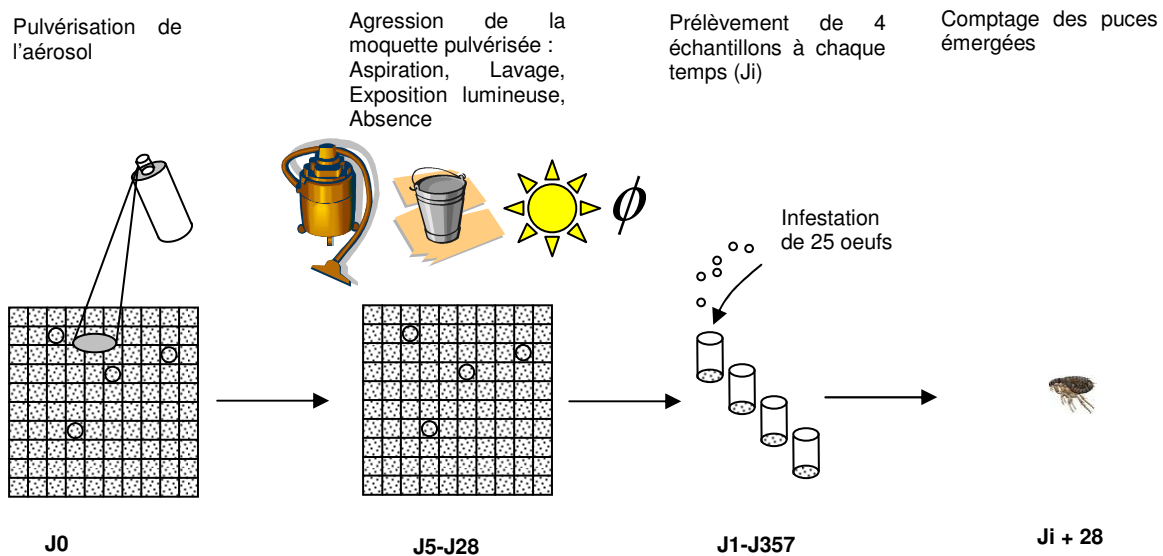 Pulvérisation de
l'aérosol
Agression de la
moquette pulvérisée :
Aspiration, Lavage,
Exposition lumineuse,
Absence
Prélèvement de 4
échantillons à chaque
temps (Ji)
Comptage des puces
émergées
ϕ
Infestation
de 25 oeufs
J0
J5-J28
J1-J357
Ji + 28